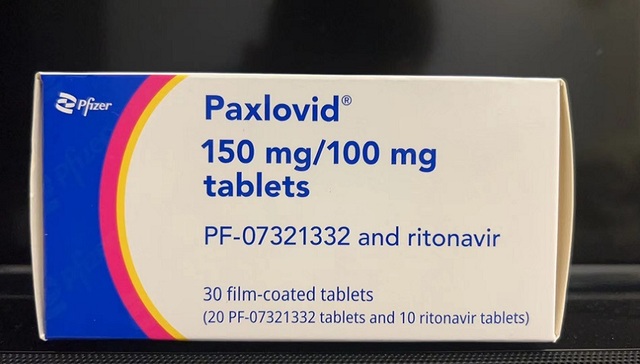 Pfizer
Paxlovid®
150 mg/100 mg
tablets
PF-07321332 and ritonavir
30 film-coated tablets
(20 PF-07321332 tablets and 10 ritonavir tablets)